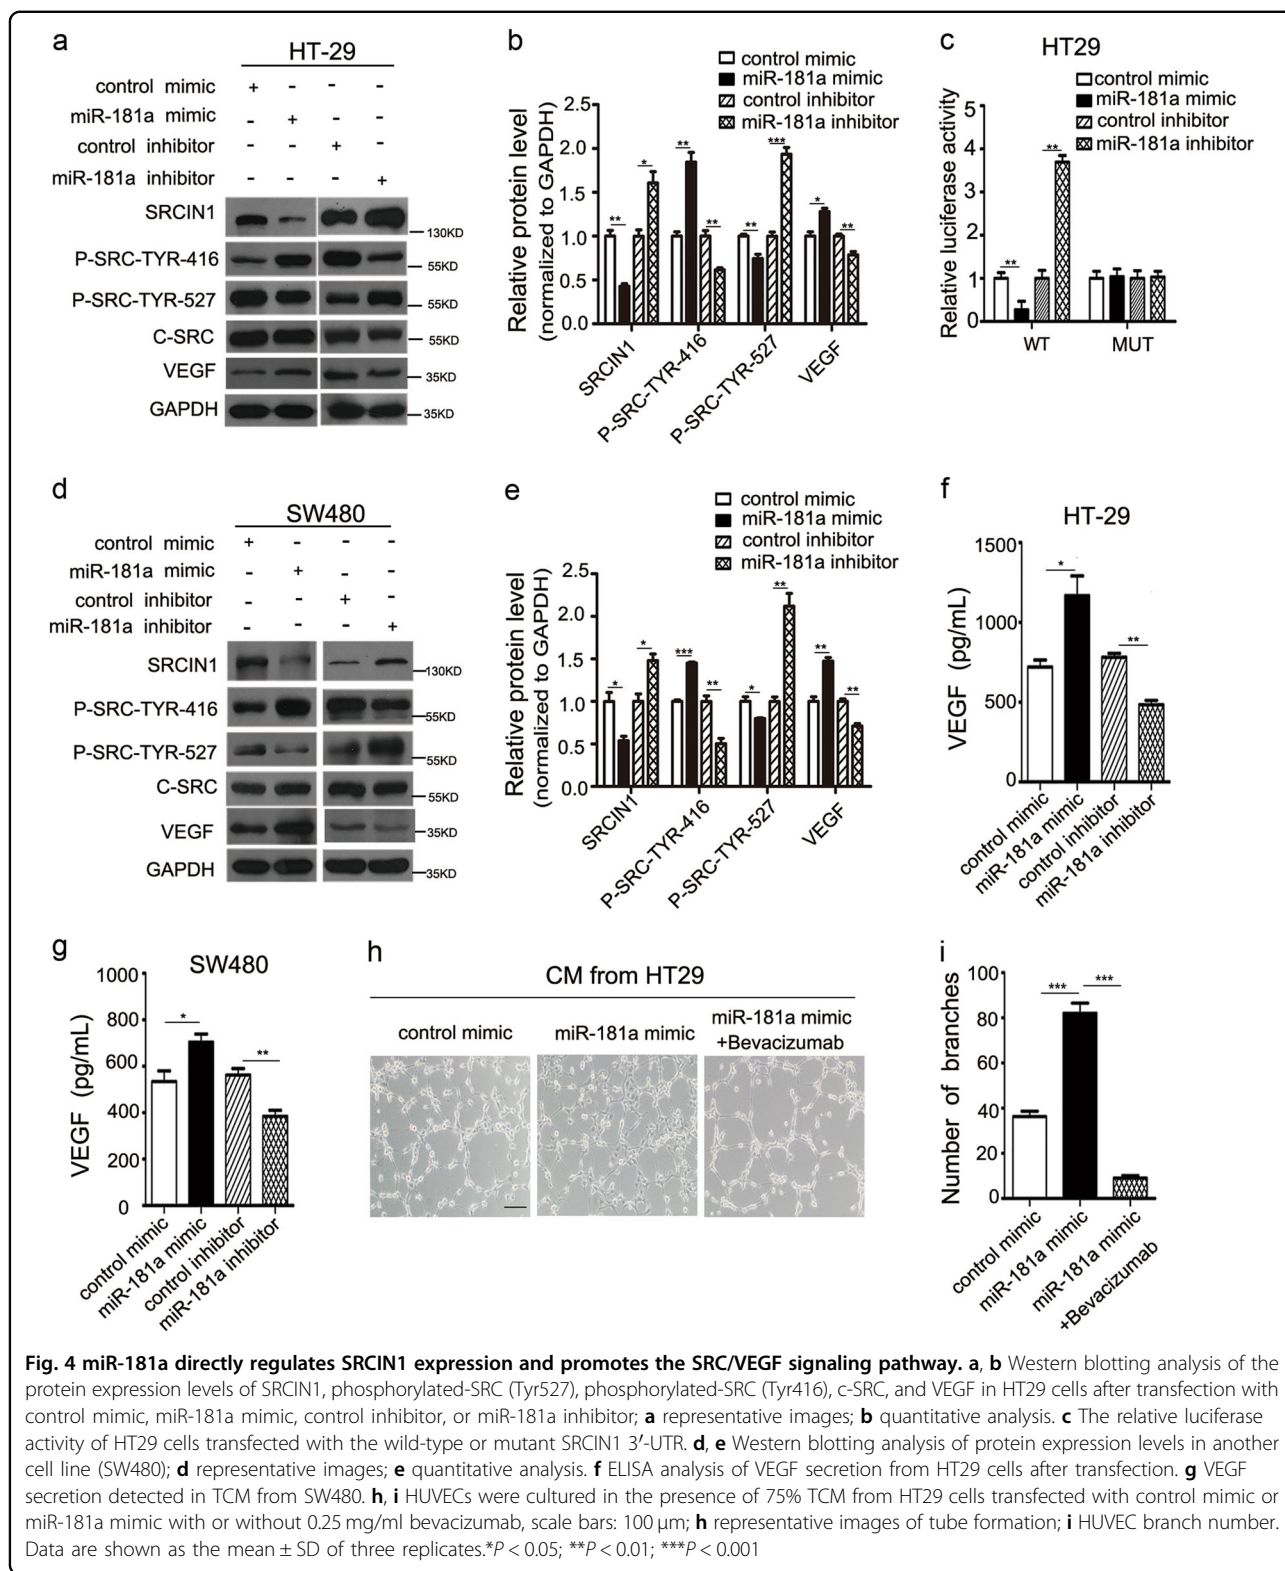 a
HT-29
control mimic + - - -
miR-181a mimic - + - -
control inhibitor - - + -
miR-181a inhibitor - - - +
SRCIN1
130KD
P-SRC-TYR-416
55KD
P-SRC-TYR-527
55KD
C-SRC
55KD
VEGF
35KD
GAPDH
35KD
b
control mimic
miR-181a mimic
control inhibitor
miR-181a inhibitor
Relative protein level
(normalized to GAPDH)
2.5
2.0
1.5
1.0
0.5
0.0
** * ** ** ** *** * **
SRCIN1
P-SRC-TYR-416
P-SRC-TYR-527
VEGF
c
HT29
control mimic
miR-181a mimic
control inhibitor
miR-181a inhibitor
Relative luciferase activity
5
4
3
2
1
0
** **
WT MUT
d
SW480
control mimic + - - -
miR-181a mimic - + - -
control inhibitor - - + -
miR-181a inhibitor - - - +
SRCIN1
130KD
P-SRC-TYR-416
55KD
P-SRC-TYR-527
55KD
C-SRC
55KD
VEGF
35KD
GAPDH
35KD
e
control mimic
miR-181a mimic
control inhibitor
miR-181a inhibitor
Relative protein level
(normalized to GAPDH)
2.5
2.0
1.5
1.0
0.5
0.0
* * *** ** * ** ** **
SRCIN1
P-SRC-TYR-416
P-SRC-TYR-527
VEGF
f
HT-29
VEGF (pg/mL)
1500
1000
500
0
* **
control mimic
miR-181a mimic
control inhibitor
miR-181a inhibitor
g
SW480
VEGF (pg/mL)
1000
800
600
400
200
0
* **
control mimic
miR-181a mimic
control inhibitor
miR-181a inhibitor
h
CM from HT29
control mimic
miR-181a mimic
miR-181a mimic
+Bevacizumab
i
Number of branches
100
80
60
40
20
0
*** ***
control mimic
miR-181a mimic
miR-181a mimic
+Bevacizumab
Fig. 4 miR-181a directly regulates SRCIN1 expression and promotes the SRC/VEGF signaling pathway. a, b Western blotting analysis of the
protein expression levels of SRCIN1, phosphorylated-SRC (Tyr527), phosphorylated-SRC (Tyr416), c-SRC, and VEGF in HT29 cells after transfection with
control mimic, miR-181a mimic, control inhibitor, or miR-181a inhibitor; a representative images; b quantitative analysis. c The relative luciferase
activity of HT29 cells transfected with the wild-type or mutant SRCIN1 3′-UTR. d, e Western blotting analysis of protein expression levels in another
cell line (SW480); d representative images; e quantitative analysis. f ELISA analysis of VEGF secretion from HT29 cells after transfection. g VEGF
secretion detected in TCM from SW480. h, i HUVECs were cultured in the presence of 75% TCM from HT29 cells transfected with control mimic or
miR-181a mimic with or without 0.25 mg/ml bevacizumab, scale bars: 100 µm; h representative images of tube formation; i HUVEC branch number.
Data are shown as the mean ± SD of three replicates.*P < 0.05; **P < 0.01; ***P < 0.001